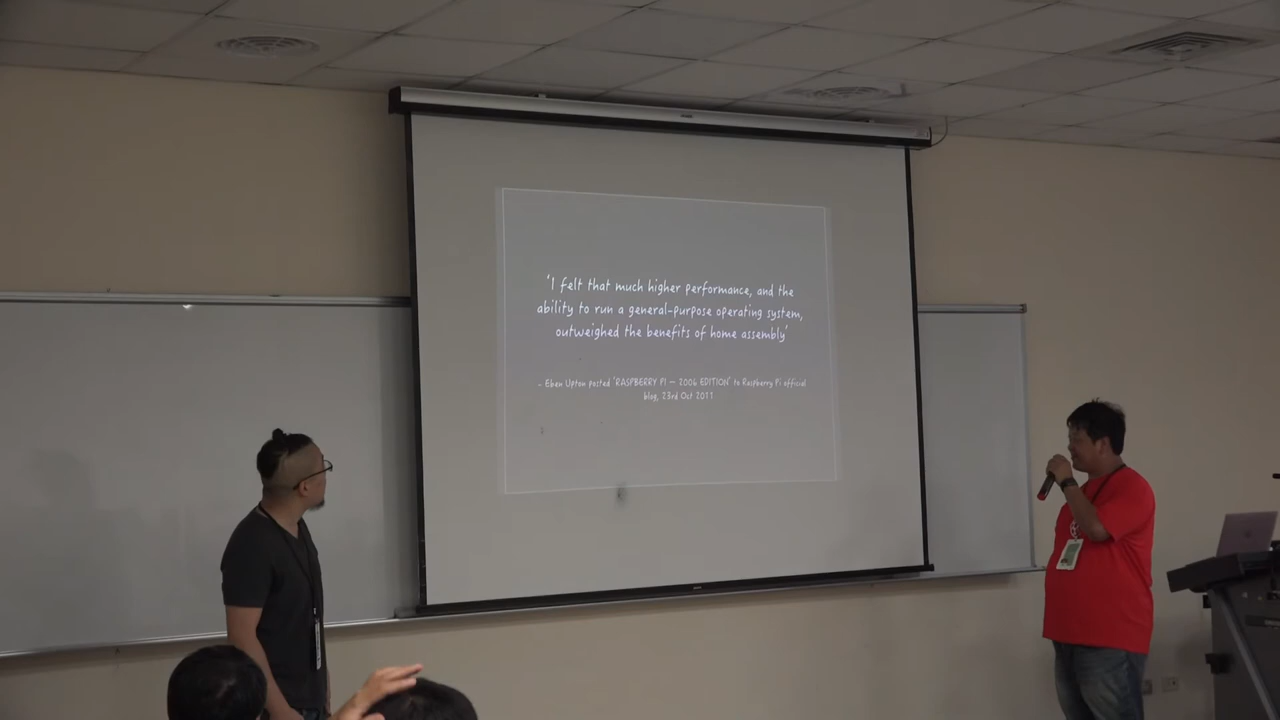 'I felt that much higher performance, and the
ability to run a general-purpose operating system,
outweighed the benefits of home assembly'
- Eben Upton posted 'RASPBERRY PI — 2006 EDITION' to Raspberry Pi official
blog, 23rd Oct 2011